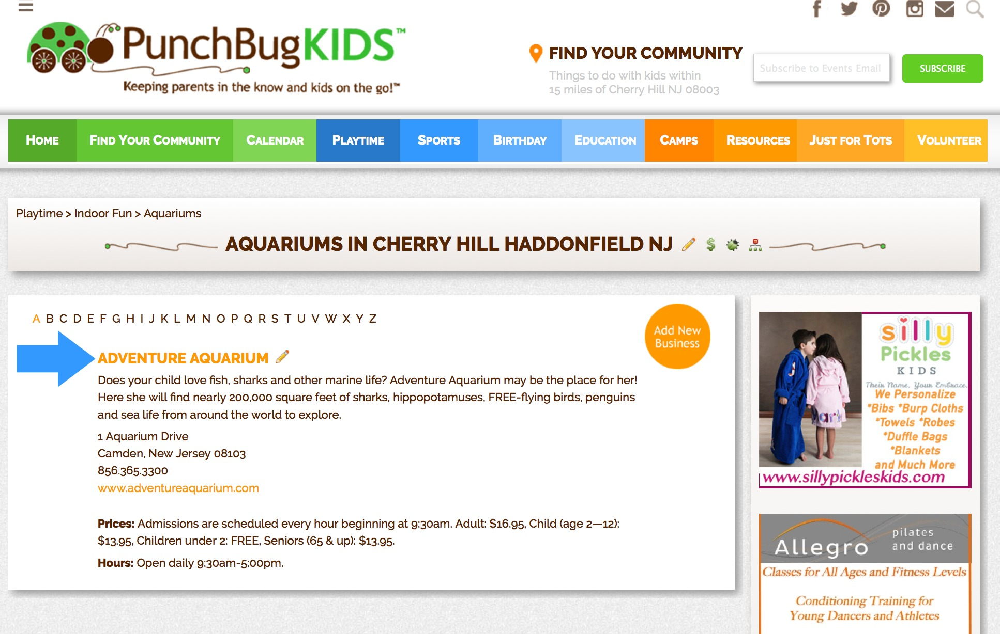 PunchBugKIDS™
Keeping parents in the know and kids on the go!™
FIND YOUR COMMUNITY
Things to do with kids within
15 miles of Cherry Hill NJ 08003
Subscribe to Events Email
SUBSCRIBE
HOME FIND YOUR COMMUNITY CALENDAR PLAYTIME SPORTS BIRTHDAY EDUCATION CAMPS RESOURCES JUST FOR TOTS VOLUNTEER
Playtime > Indoor Fun > Aquariums
AQUARIUMS IN CHERRY HILL HADDONFIELD NJ
A B C D E F G H I J K L M N O P Q R S T U V W X Y Z
Add New
Business
ADVENTURE AQUARIUM
Does your child love fish, sharks and other marine life? Adventure Aquarium may be the place for her!
Here she will find nearly 200,000 square feet of sharks, hippopotamuses, FREE-flying birds, penguins
and sea life from around the world to explore.
1 Aquarium Drive
Camden, New Jersey 08103
856.365.3300
www.adventureaquarium.com
Prices: Admissions are scheduled every hour beginning at 9:30am. Adult: $16.95, Child (age 2—12):
$13.95, Children under 2: FREE, Seniors (65 & up): $13.95.
Hours: Open daily 9:30am-5:00pm.
silly
Pickles
KIDS
Their Name. Your Embrace.
We Personalize
*Bibs *Burp Cloths
*Towels *Robes
*Duffle Bags
*Blankets
and Much More
www.sillypickleskids.com
Allegro
pilates
and dance
Classes for All Ages and Fitness Levels
Conditioning Training for
Young Dancers and Athletes